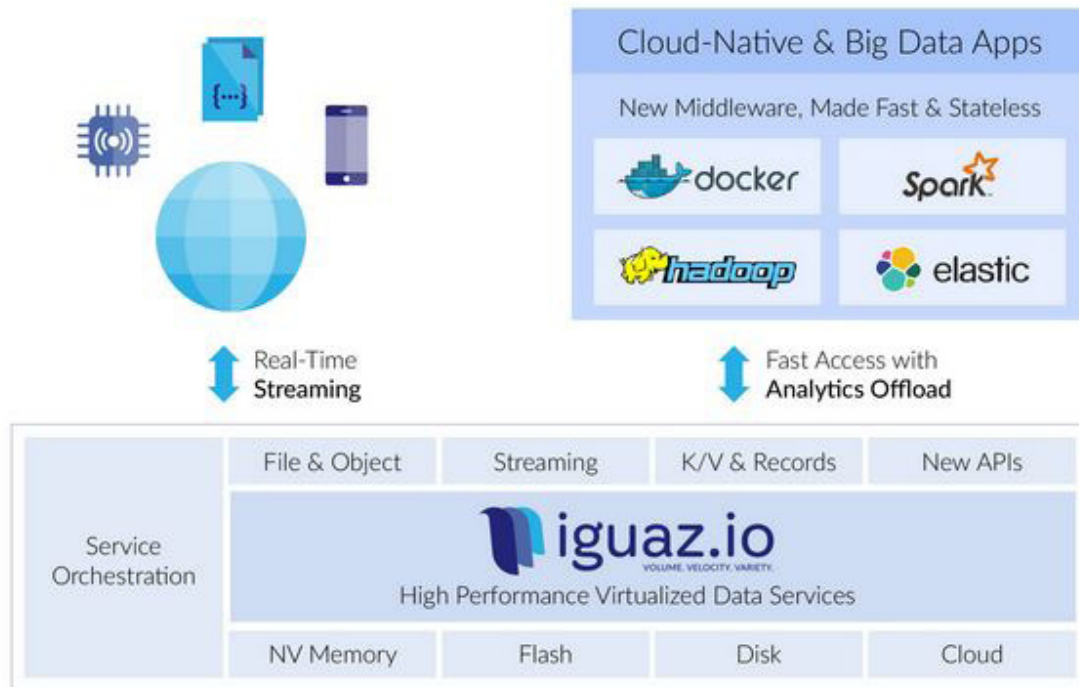 {...}
Cloud-Native & Big Data Apps
New Middleware, Made Fast & Stateless
docker
Spark
hadoop
elastic
Real-Time
Streaming
Fast Access with
Analytics Offload
Service
Orchestration
File & Object
Streaming
K/V & Records
New APIs
iguaz.io
VOLUME. VELOCITY. VARIETY.
High Performance Virtualized Data Services
NV Memory
Flash
Disk
Cloud